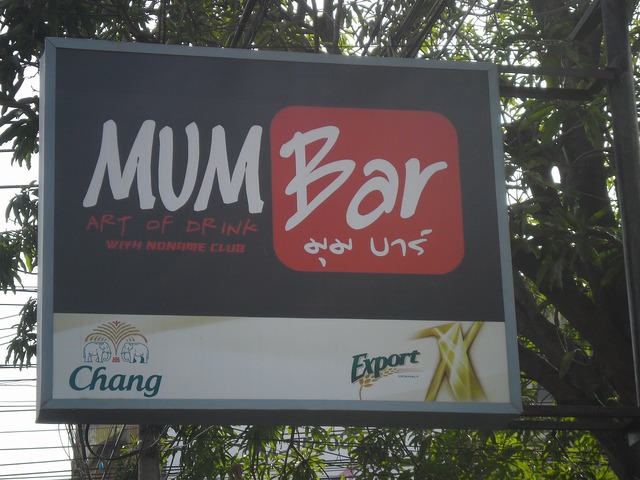 MUM Bar
ART OF DRINK
WITH NONAME CLUB
มุม บาร์
Chang
Export